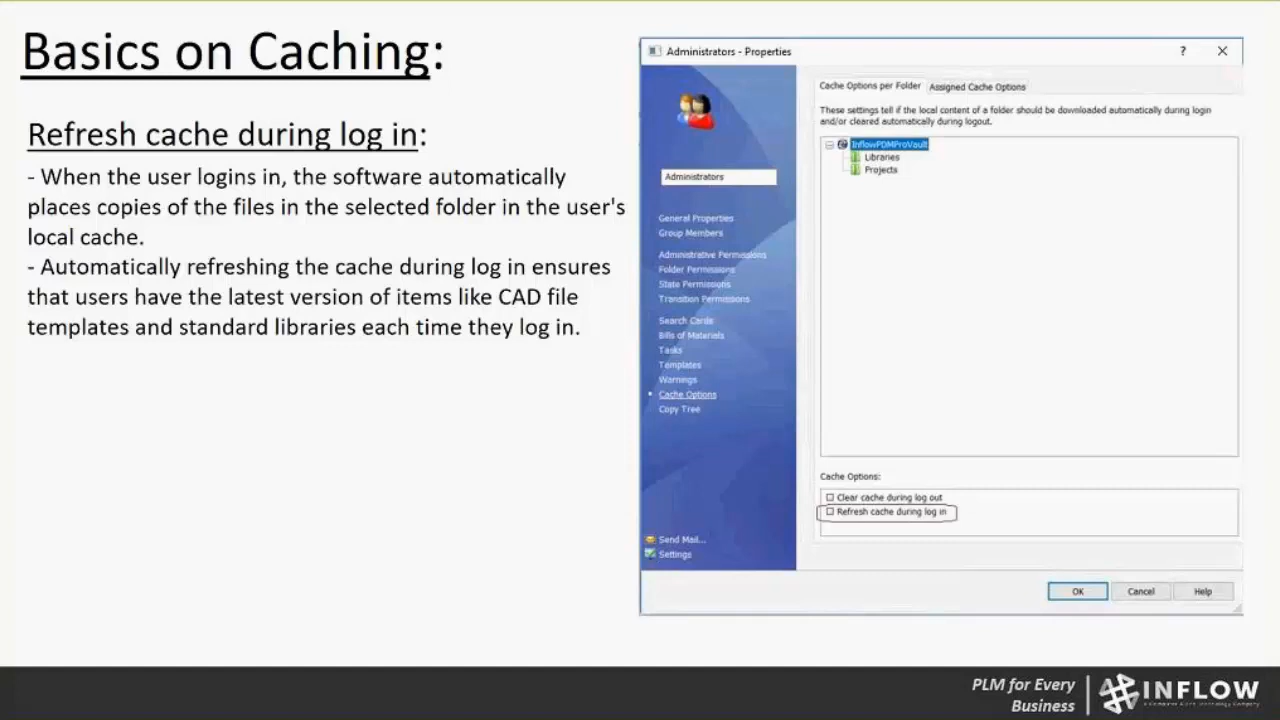 Basics on Caching:
Refresh cache during log in:
- When the user logins in, the software automatically
places copies of the files in the selected folder in the user's
local cache.
- Automatically refreshing the cache during log in ensures
that users have the latest version of items like CAD file
templates and standard libraries each time they log in.
Administrators - Properties
Administrators
General Properties
Group Members
Administrative Permissions
Folder Permissions
State Permissions
Transition Permissions
Search Cards
Bills of Materials
Tasks
Templates
Warnings
Cache Options
Copy Tree
Send Mail...
Settings
Cache Options per Folder Assigned Cache Options
These settings tell if the local content of a folder should be downloaded automatically during login
and/or cleared automatically during logout.
InflowPDMProVault
Libraries
Projects
Cache Options:
Clear cache during log out
Refresh cache during log in
OK Cancel Help
PLM for Every
Business
INFLOW